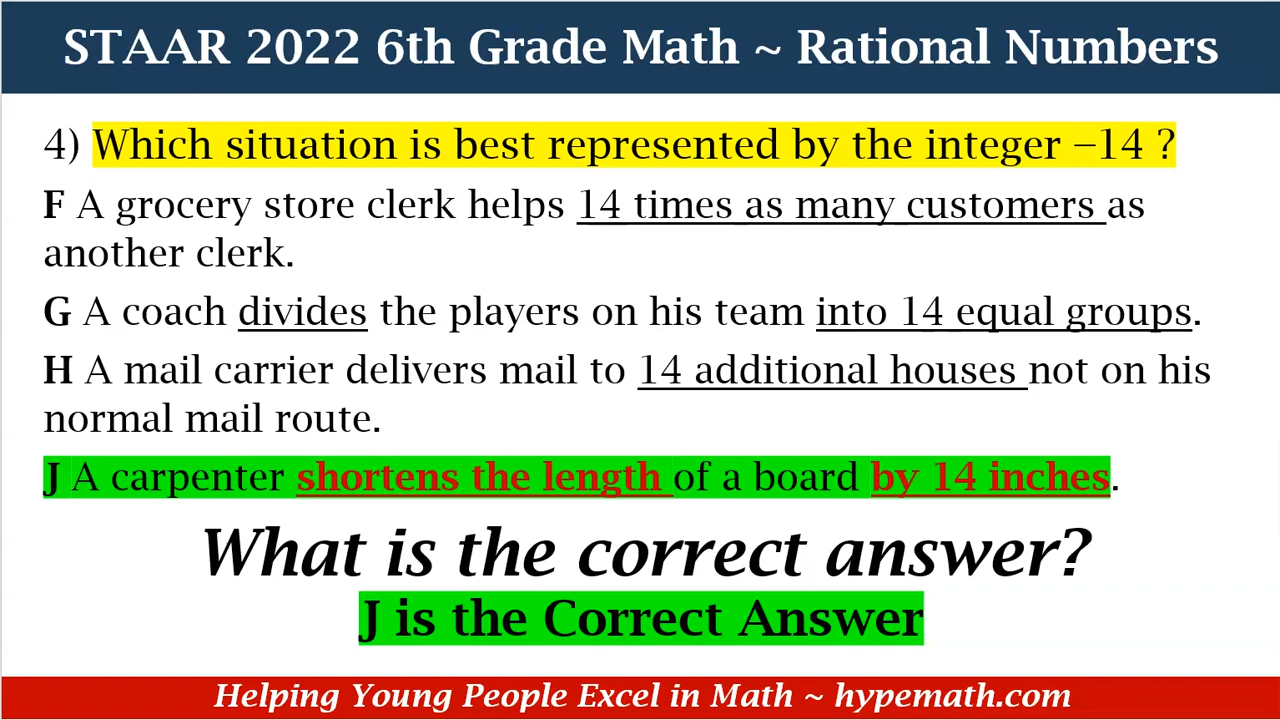 STAAR 2022 6th Grade Math ~ Rational Numbers
4) Which situation is best represented by the integer −14 ?
F A grocery store clerk helps 14 times as many customers as
another clerk.
G A coach divides the players on his team into 14 equal groups.
H A mail carrier delivers mail to 14 additional houses not on his
normal mail route.
J A carpenter shortens the length of a board by 14 inches.
What is the correct answer?
J is the Correct Answer
Helping Young People Excel in Math ~ hypemath.com